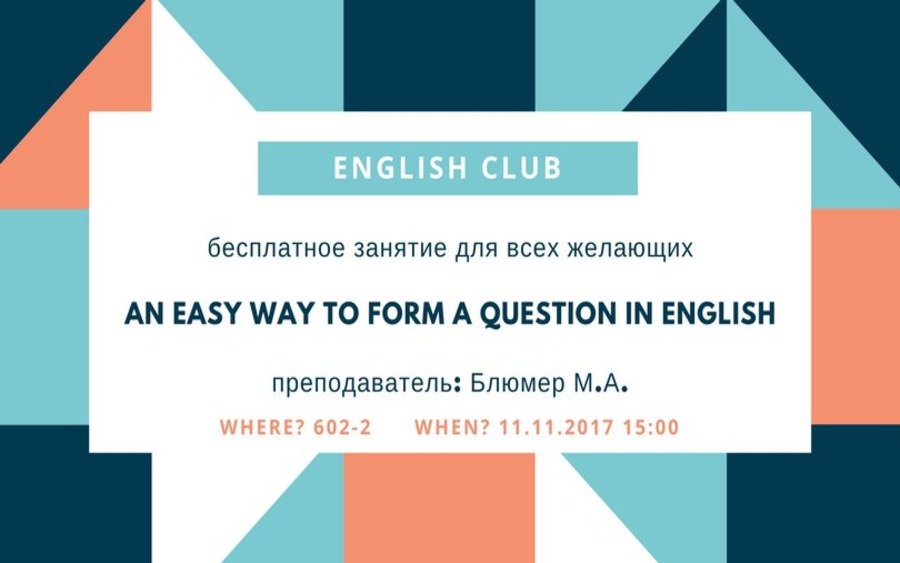 ENGLISH CLUB
бесплатное занятие для всех желающих
AN EASY WAY TO FORM A QUESTION IN ENGLISH
преподаватель: Блюмер М.А.
WHERE? 602-2 WHEN? 11.11.2017 15:00